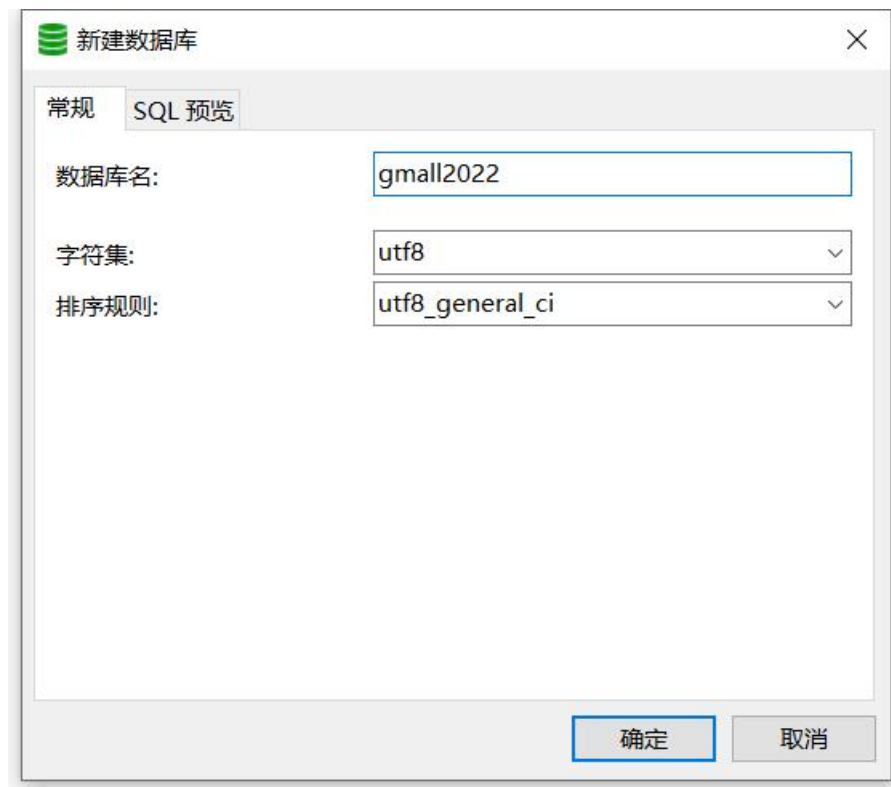 新建数据库
常规 SQL 预览
数据库名: gmall2022
字符集: utf8
排序规则: utf8_general_ci
确定 取消